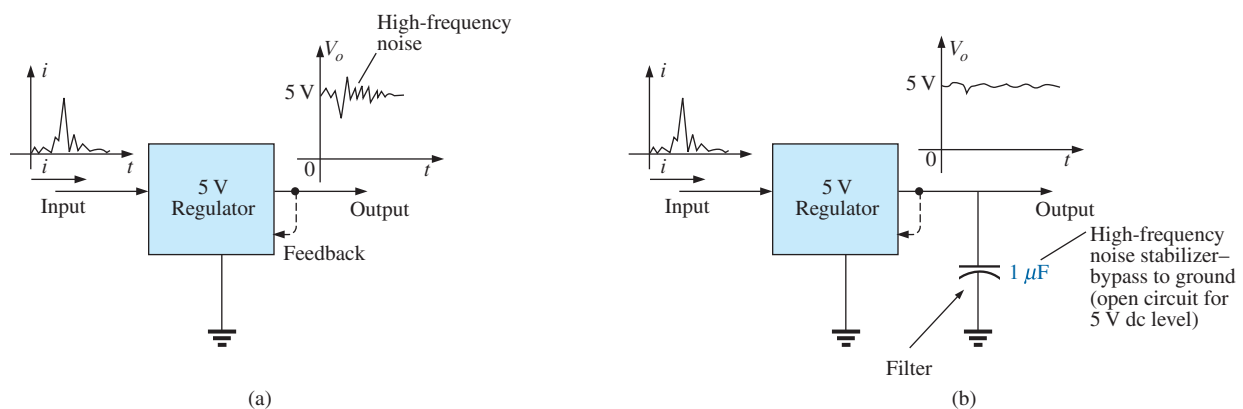 High-frequency
noise
V_o
5 V
0
t
i
t
i
Input
5 V
Regulator
Output
Feedback
(a)
V_o
5 V
0
t
i
t
i
Input
5 V
Regulator
Output
High-frequency
noise stabilizer–
bypass to ground
(open circuit for
5 V dc level)
1 μF
Filter
(b)